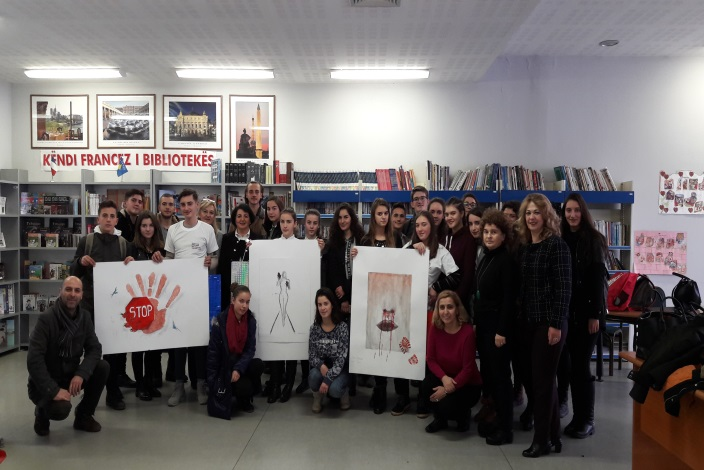 KËNDI FRANCEZ I BIBLIOTEKËS
STOP